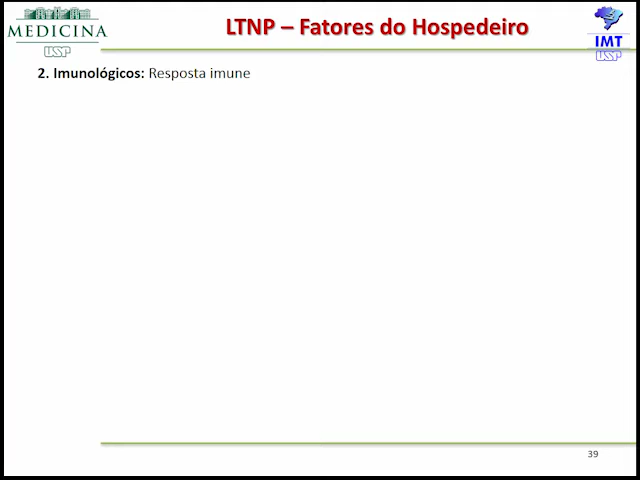 MEDICINA
USP
LTNP – Fatores do Hospedeiro
IMT
USP
2. Imunológicos: Resposta imune
39